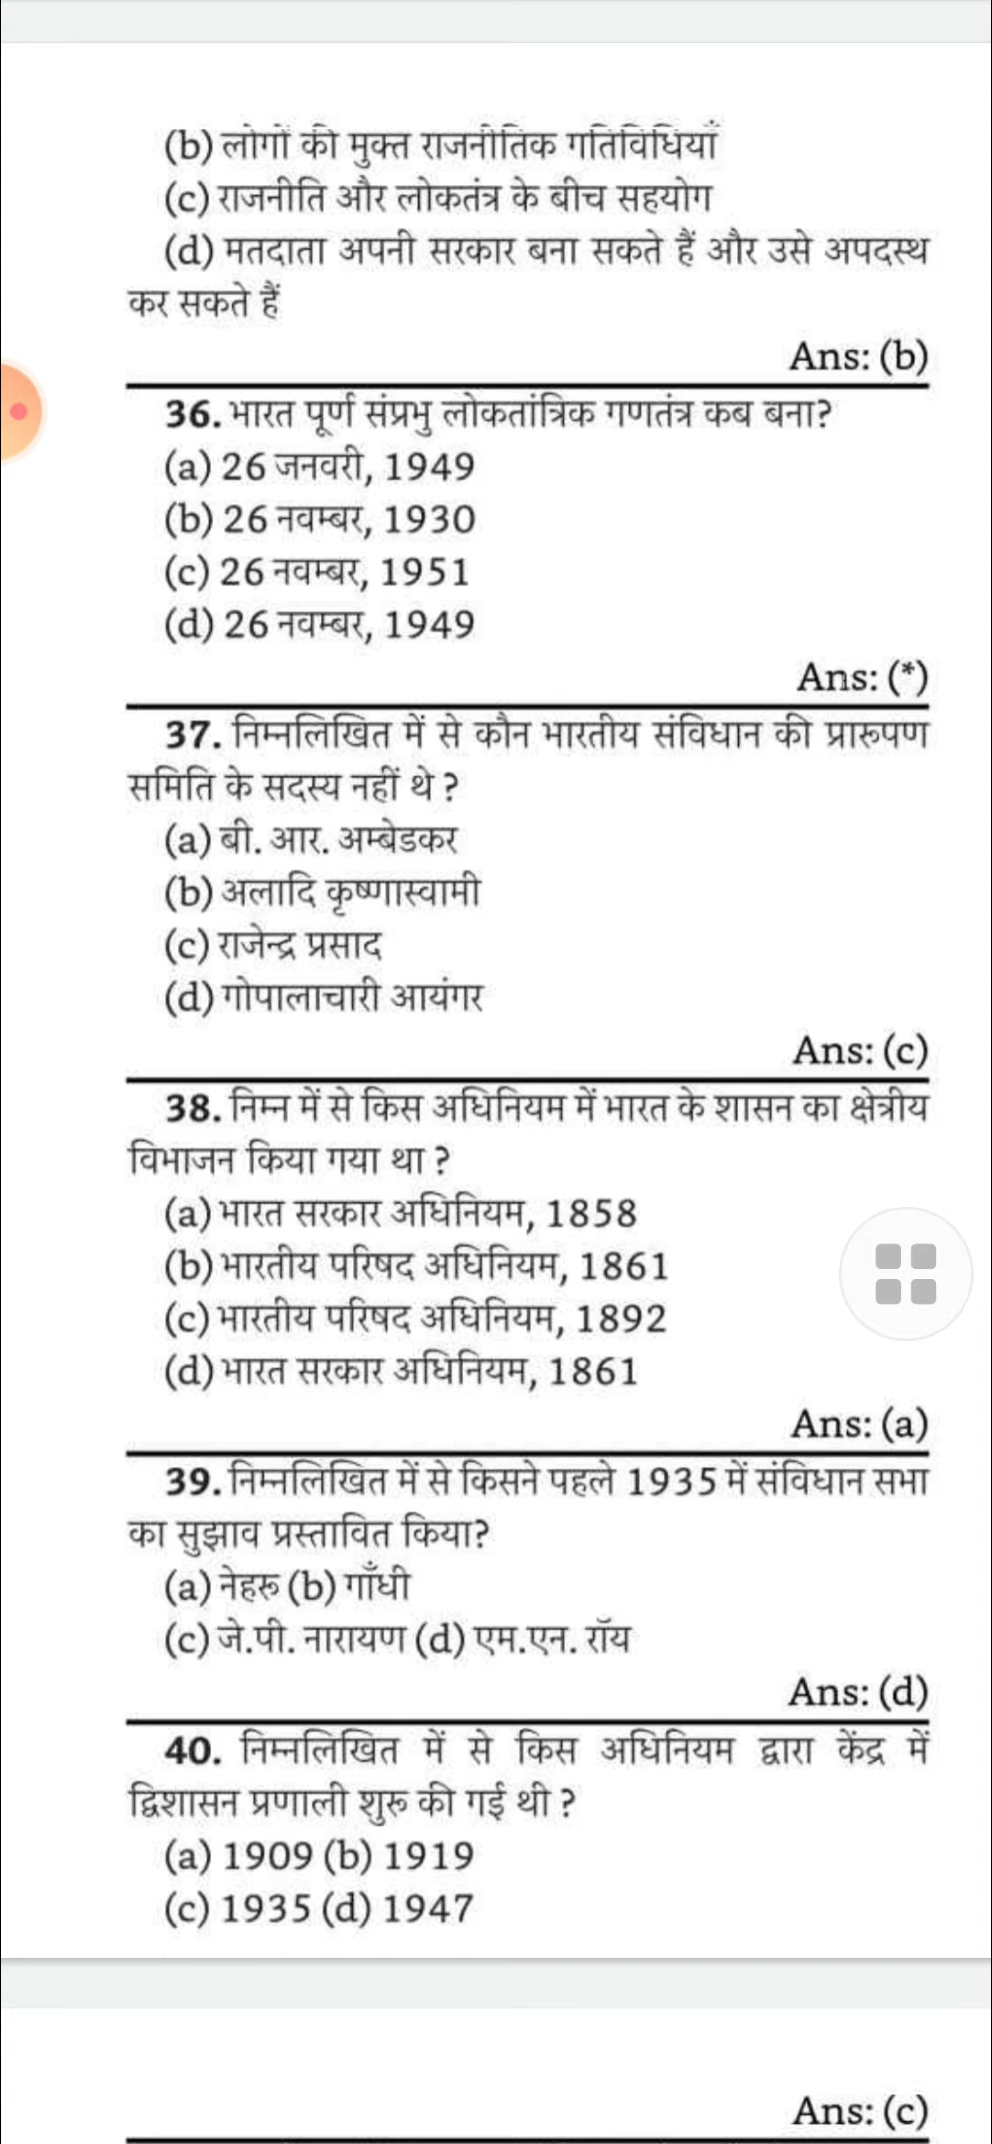 (b) लोगों की मुक्त राजनीतिक गतिविधियाँ
(c) राजनीति और लोकतंत्र के बीच सहयोग
(d) मतदाता अपनी सरकार बना सकते हैं और उसे अपदस्थ
कर सकते हैं
Ans: (b)
36. भारत पूर्ण संप्रभु लोकतांत्रिक गणतंत्र कब बना?
(a) 26 जनवरी, 1949
(b) 26 नवम्बर, 1930
(c) 26 नवम्बर, 1951
(d) 26 नवम्बर, 1949
Ans: (*)
37. निम्नलिखित में से कौन भारतीय संविधान की प्रारूपण
समिति के सदस्य नहीं थे ?
(a) बी. आर. अम्बेडकर
(b) अलादि कृष्णास्वामी
(c) राजेन्द्र प्रसाद
(d) गोपालाचारी आयंगर
Ans: (c)
38. निम्न में से किस अधिनियम में भारत के शासन का क्षेत्रीय
विभाजन किया गया था ?
(a) भारत सरकार अधिनियम, 1858
(b) भारतीय परिषद अधिनियम, 1861
(c) भारतीय परिषद अधिनियम, 1892
(d) भारत सरकार अधिनियम, 1861
Ans: (a)
39. निम्नलिखित में से किसने पहले 1935 में संविधान सभा
का सुझाव प्रस्तावित किया?
(a) नेहरू (b) गाँधी
(c) जे.पी. नारायण (d) एम.एन. रॉय
Ans: (d)
40. निम्नलिखित में से किस अधिनियम द्वारा केंद्र में
द्विशासन प्रणाली शुरू की गई थी ?
(a) 1909 (b) 1919
(c) 1935 (d) 1947
Ans: (c)